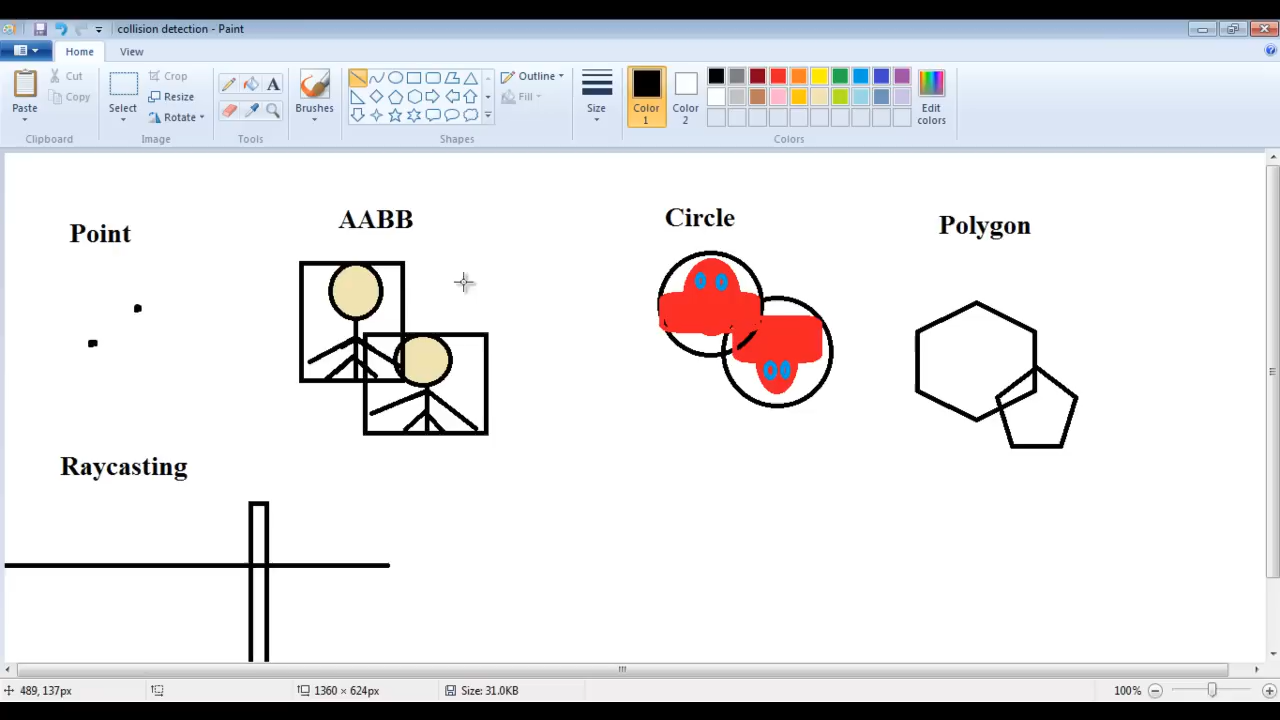 collision detection - Paint
Home
View
Paste
Cut
Copy
Clipboard
Select
Crop
Resize
Rotate
Image
A
Tools
Brushes
Outline
Fill
Shapes
Size
Color 1
Color 2
Edit colors
Colors
Point
AABB
Circle
Polygon
Raycasting
489, 137px
1360 × 624px
Size: 31.0KB
100%